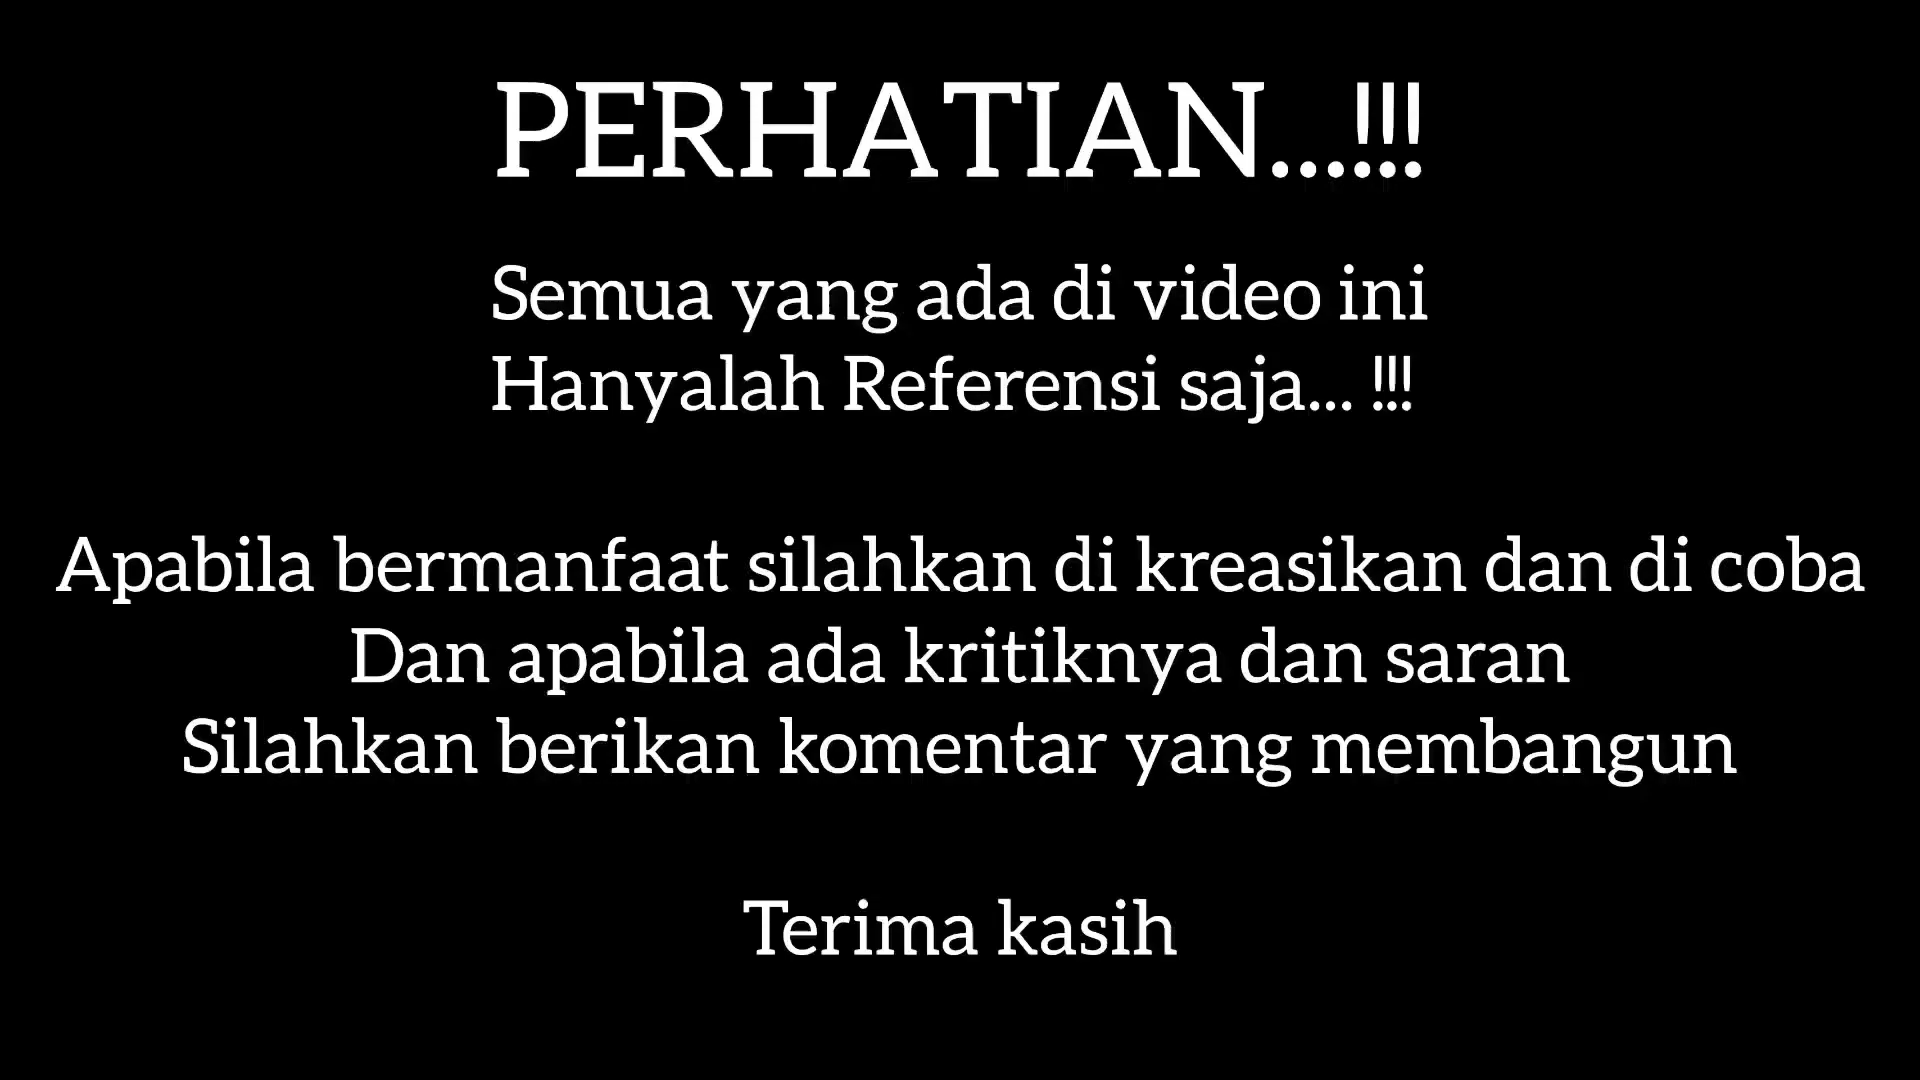 PERHATIAN...!!!
Semua yang ada di video ini
Hanyalah Referensi saja... !!!
Apabila bermanfaat silahkan di kreasikan dan di coba
Dan apabila ada kritiknya dan saran
Silahkan berikan komentar yang membangun
Terima kasih